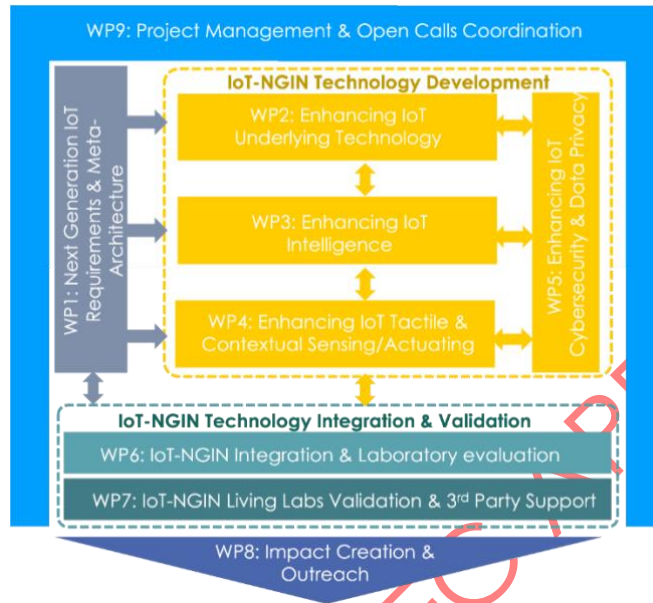 WP9: Project Management & Open Calls Coordination
WP1: Next Generation IoT
Requirements & Meta-
Architecture
IoT-NGIN Technology Development
WP2: Enhancing IoT
Underlying Technology
WP3: Enhancing IoT
Intelligence
WP4: Enhancing IoT Tactile &
Contextual Sensing/Actuating
WP5: Enhancing IoT
Cybersecurity & Data Privacy
IoT-NGIN Technology Integration & Validation
WP6: IoT-NGIN Integration & Laboratory evaluation
WP7: IoT-NGIN Living Labs Validation & 3rd Party Support
WP8: Impact Creation &
Outreach